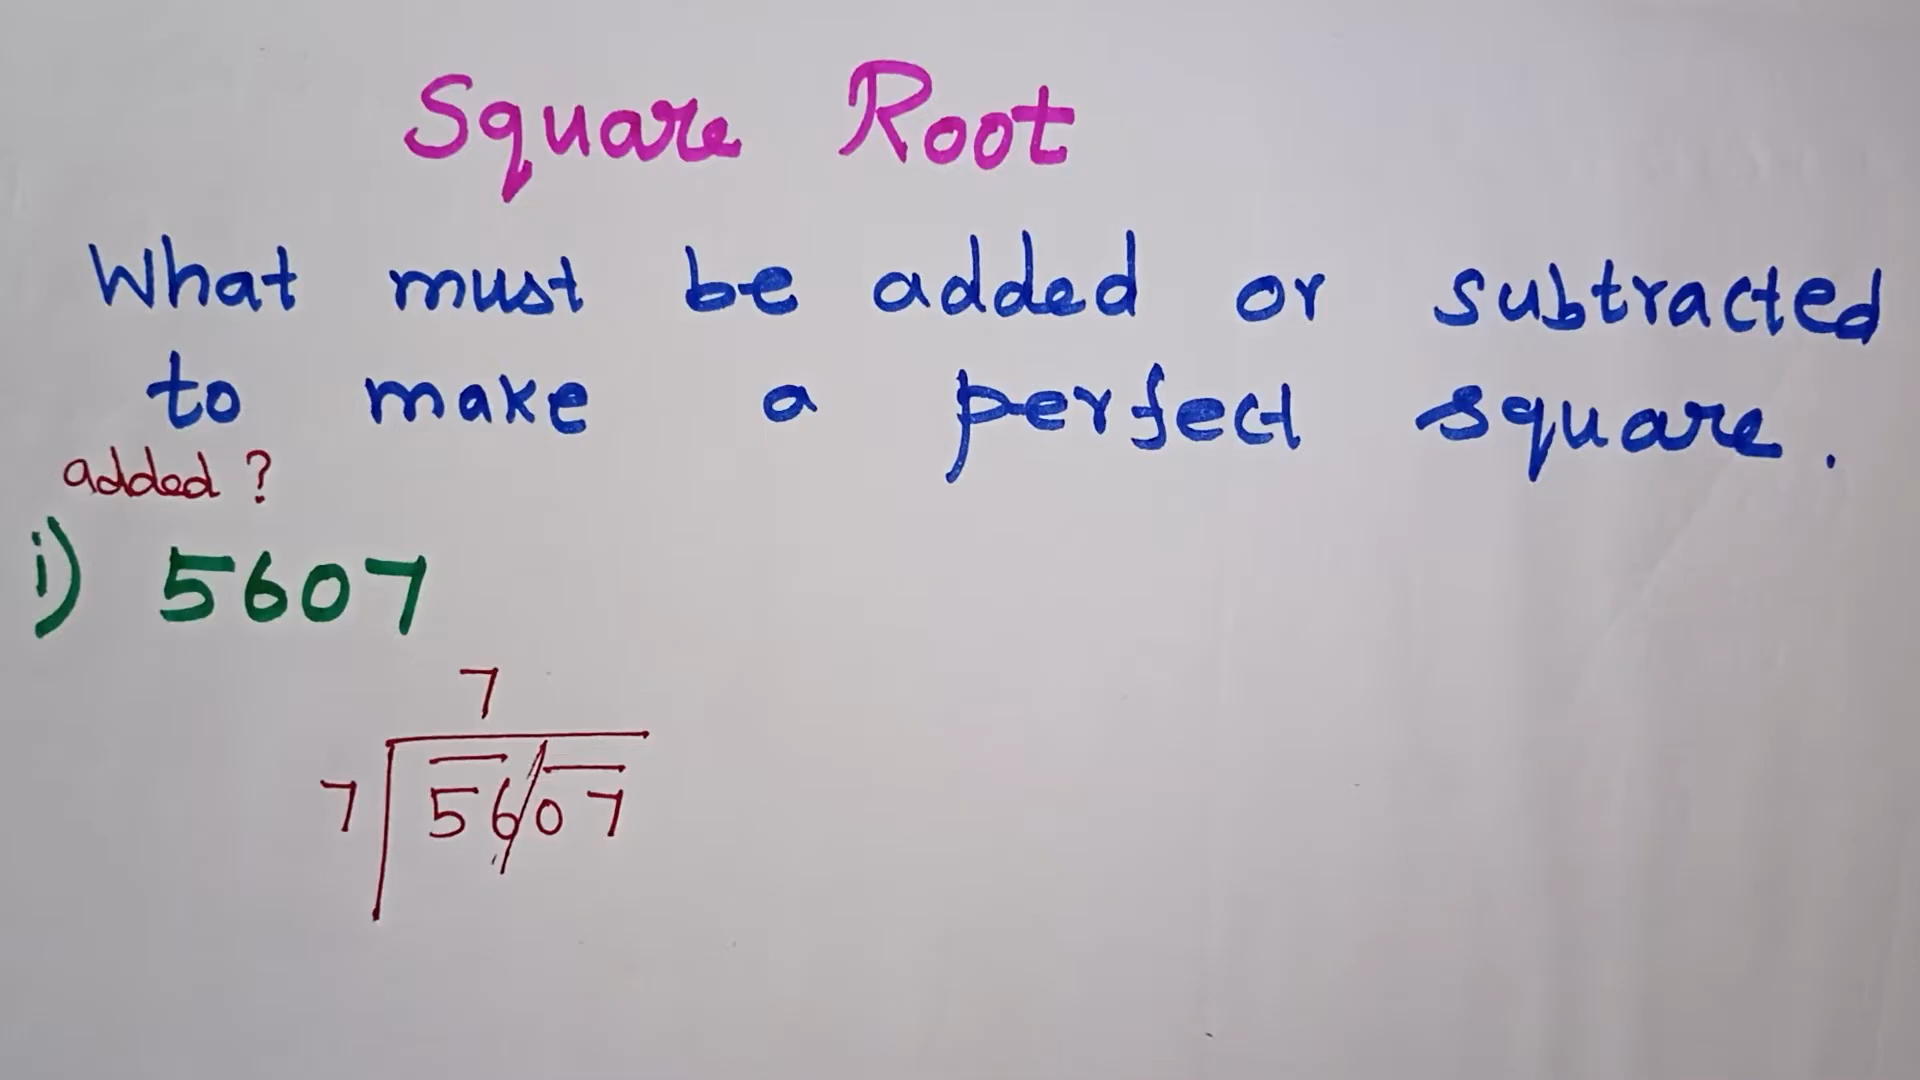 Square Root
What must be added or subtracted
to make a perfect square.
added ?
i) 5607
7
7 56/07